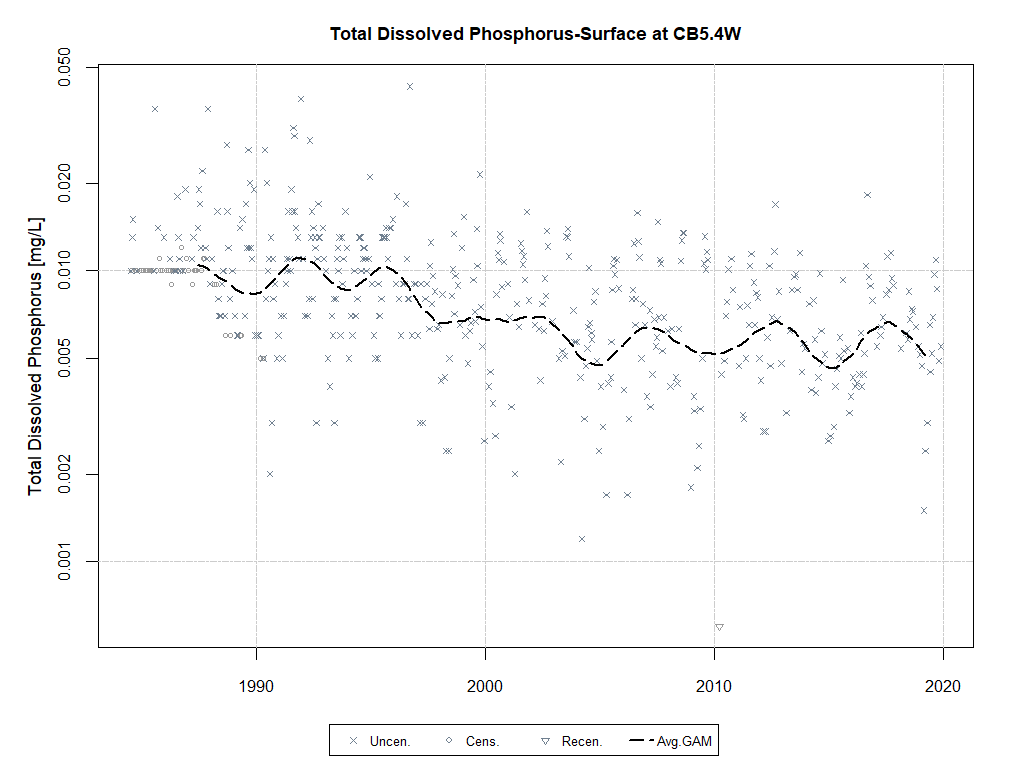 Total Dissolved Phosphorus-Surface at CB5.4W
Total Dissolved Phosphorus [mg/L]
0.050
0.020
0.010
0.005
0.002
0.001
1990 2000 2010 2020
Uncen. Cens. Recen. Avg.GAM